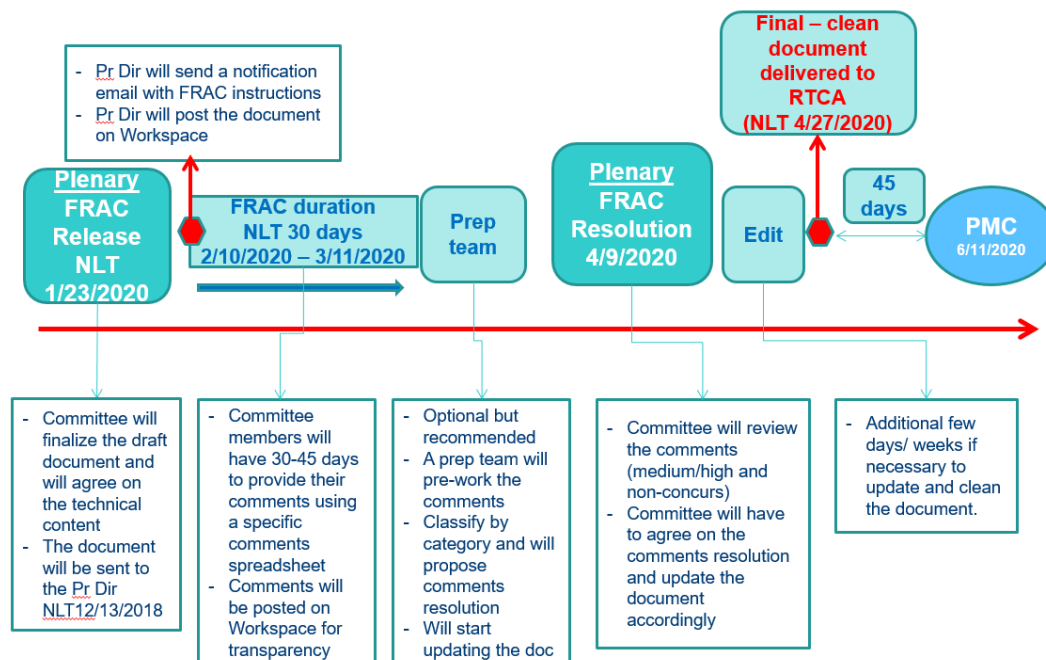 - Pr Dir will send a notification
email with FRAC instructions
- Pr Dir will post the document
on Workspace
Final – clean
document
delivered to
RTCA
(NLT 4/27/2020)
Plenary
FRAC
Release
NLT
1/23/2020
FRAC duration
NLT 30 days
2/10/2020 – 3/11/2020
Prep
team
Plenary
FRAC
Resolution
4/9/2020
Edit
45
days
PMC
6/11/2020
- Committee will
finalize the draft
document and
will agree on
the technical
content
- The document
will be sent to
the Pr Dir
NLT12/13/2018
- Committee
members will
have 30-45 days
to provide their
comments using
a specific
comments
spreadsheet
- Comments will
be posted on
Workspace for
transparency
- Optional but
recommended
- A prep team will
pre-work the
comments
- Classify by
category and will
propose
comments
resolution
- Will start
updating the doc
- Committee will review
the comments
(medium/high and
non-concurs)
- Committee will have
to agree on the
comments resolution
and update the
document
accordingly
- Additional few
days/ weeks if
necessary to
update and clean
the document.